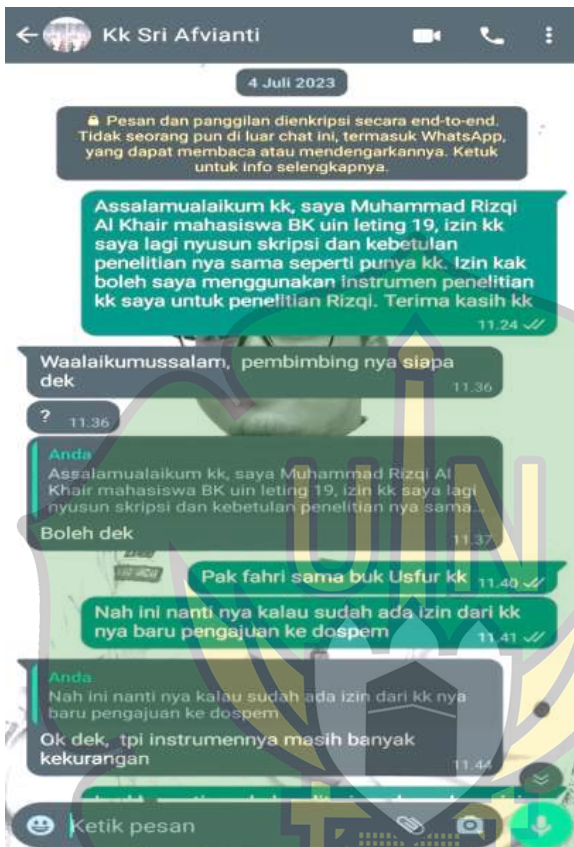 Kk Sri Afvianti
4 Juli 2023
Pesan dan panggilan dienkripsi secara end-to-end.
Tidak seorang pun di luar chat ini, termasuk WhatsApp,
yang dapat membaca atau mendengarkannya. Ketuk
untuk info selengkapnya.
Assalamualaikum kk, saya Muhammad Rizqi
Al Khair mahasiswa BK uin leting 19, izin kk
saya lagi nyusun skripsi dan kebetulan
penelitian nya sama seperti punya kk. Izin kak
boleh saya menggunakan instrumen penelitian
kk saya untuk penelitian Rizqi. Terima kasih kk
11.24
Waalaikumussalam, pembimbing nya siapa
dek
11.36
? 11.36
Anda
Assalamualaikum kk, saya Muhammad Rizqi Al
Khair mahasiswa BK uin leting 19, izin kk saya lagi
nyusun skripsi dan kebetulan penelitian nya sama...
Boleh dek
11.37
Pak fahri sama buk Usfur kk 11.40
Nah ini nanti nya kalau sudah ada izin dari kk
nya baru pengajuan ke dospem
11.41
Anda
Nah ini nanti nya kalau sudah ada izin dari kk nya
baru pengajuan ke dospem
Ok dek, tpi instrumennya masih banyak
kekurangan
11.44
Ketik pesan
UIN